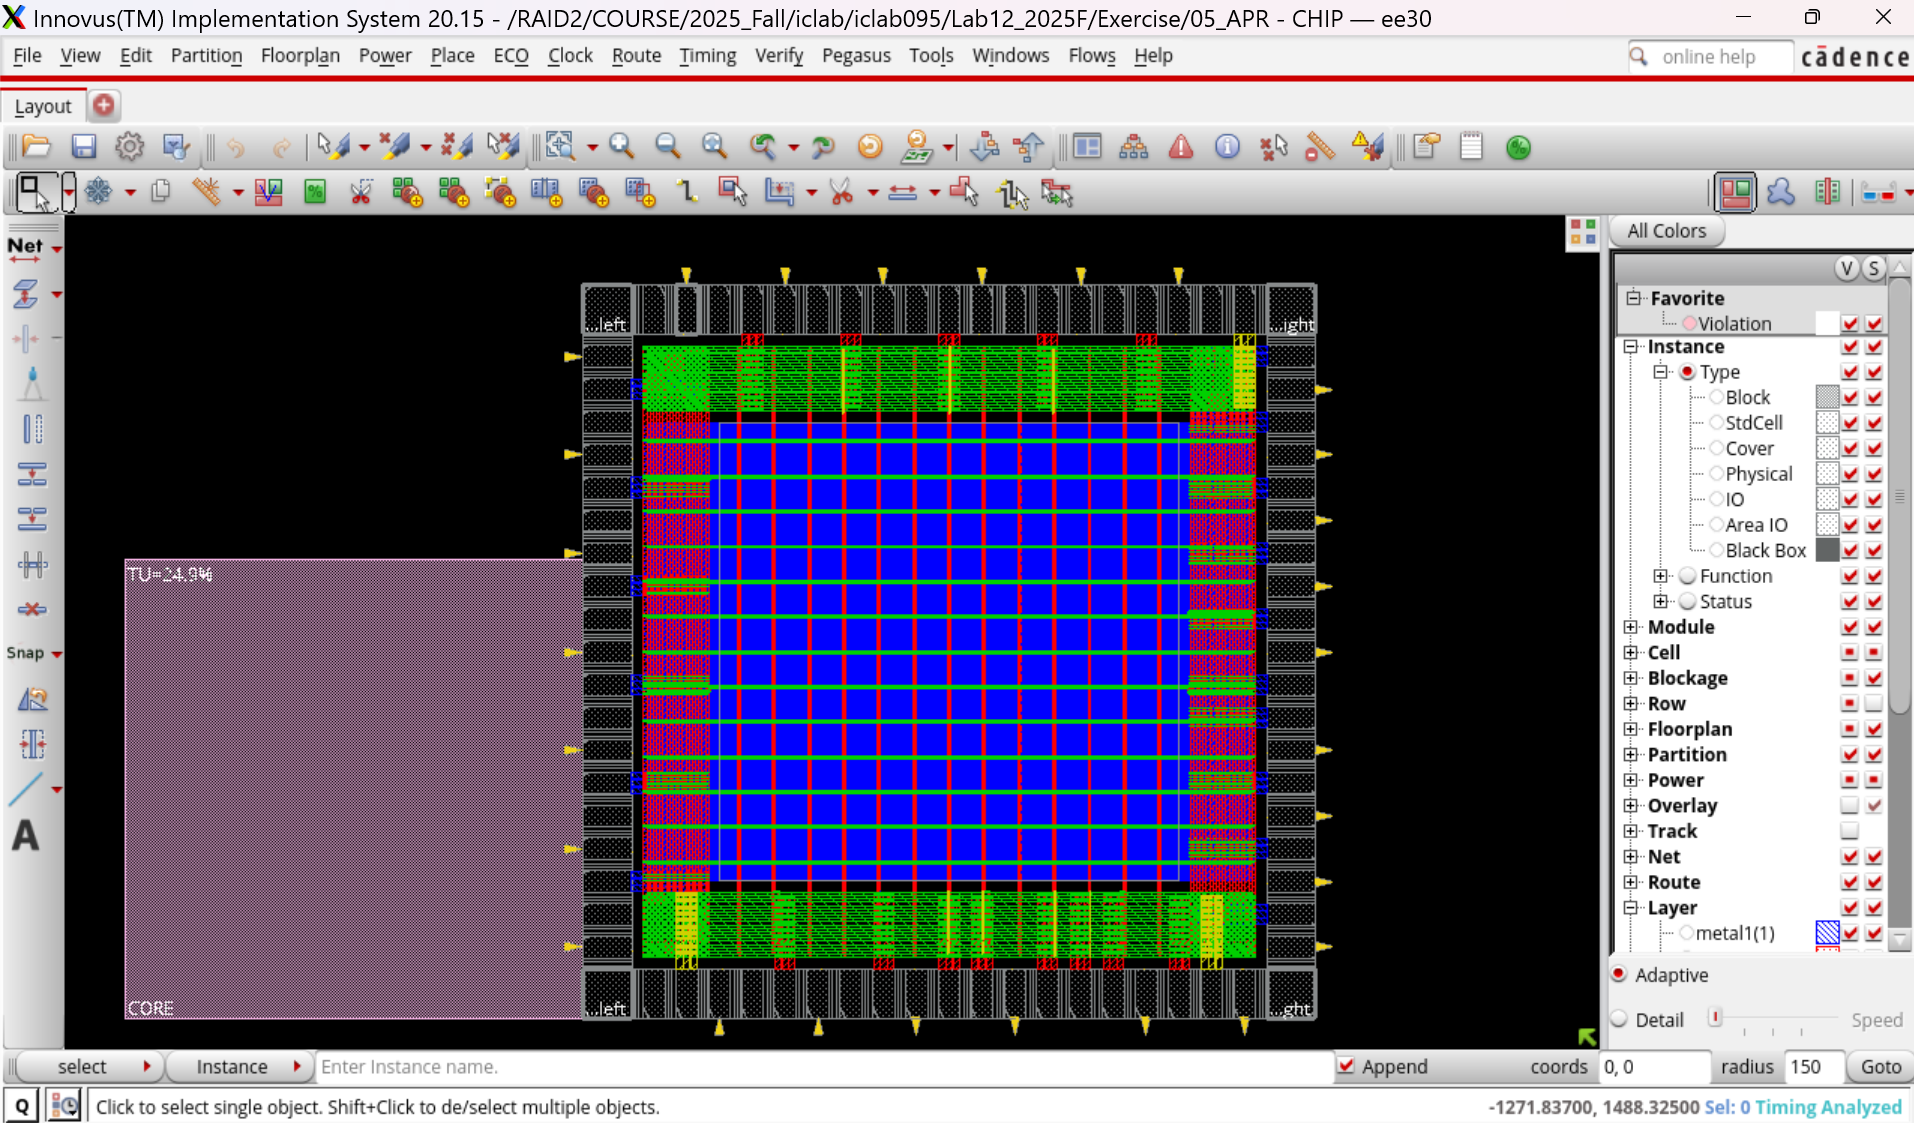 Innovus(TM) Implementation System 20.15 - /RAID2/COURSE/2025_Fall/iclab/iclab095/Lab12_2025F/Exercise/05_APR - CHIP — ee30
File View Edit Partition Floorplan Power Place ECO Clock Route Timing Verify Pegasus Tools Windows Flows Help
online help
cādence
Layout
Net
Snap
A
All Colors
V S
Favorite
Violation
Instance
Type
Block
StdCell
Cover
Physical
IO
Area IO
Black Box
Function
Status
Module
Cell
Blockage
Row
Floorplan
Partition
Power
Overlay
Track
Net
Route
Layer
metal1(1)
Adaptive
Detail Speed
...left ...ight
TU=24.9%
CORE
...left ...ght
select Instance Enter Instance name. Append coords 0, 0 radius 150 Goto
Q Click to select single object. Shift+Click to de/select multiple objects. -1271.83700, 1488.32500 Sel: 0 Timing Analyzed